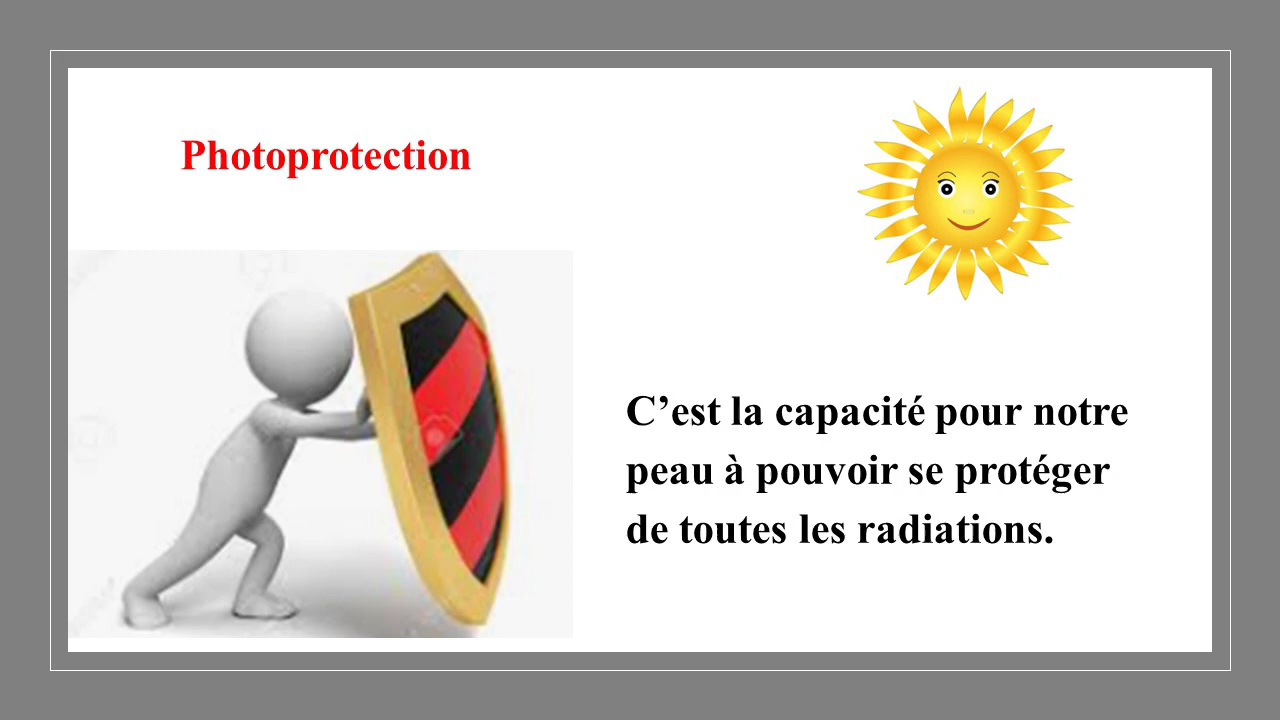 Photoprotection
C’est la capacité pour notre
peau à pouvoir se protéger
de toutes les radiations.